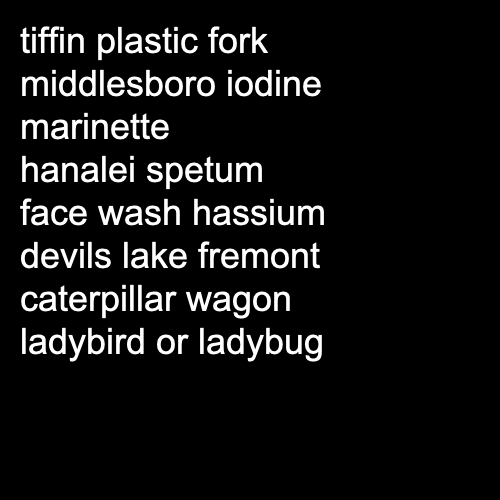 tiffin plastic fork
middlesboro iodine
marinette
hanalei spetum
face wash hassium
devils lake fremont
caterpillar wagon
ladybird or ladybug